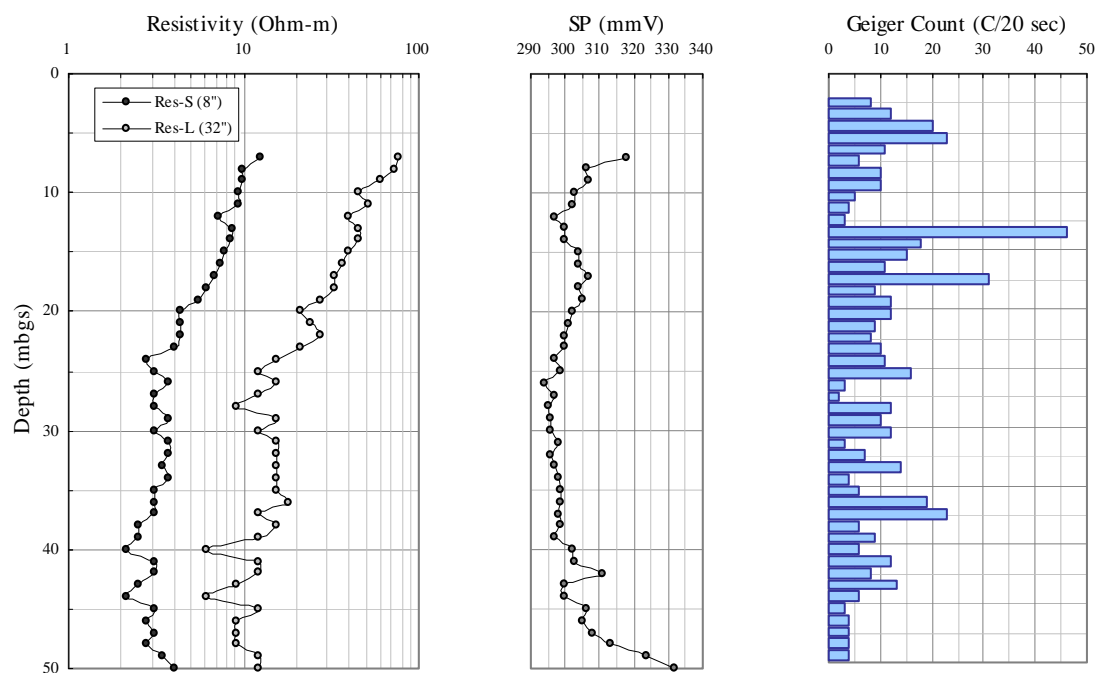 Resistivity (Ohm-m)
SP (mmV)
Geiger Count (C/20 sec)
1 10 100
290 300 310 320 330 340
0 10 20 30 40 50
Res-S (8")
Res-L (32")
Depth (mbgs)
0
10
20
30
40
50